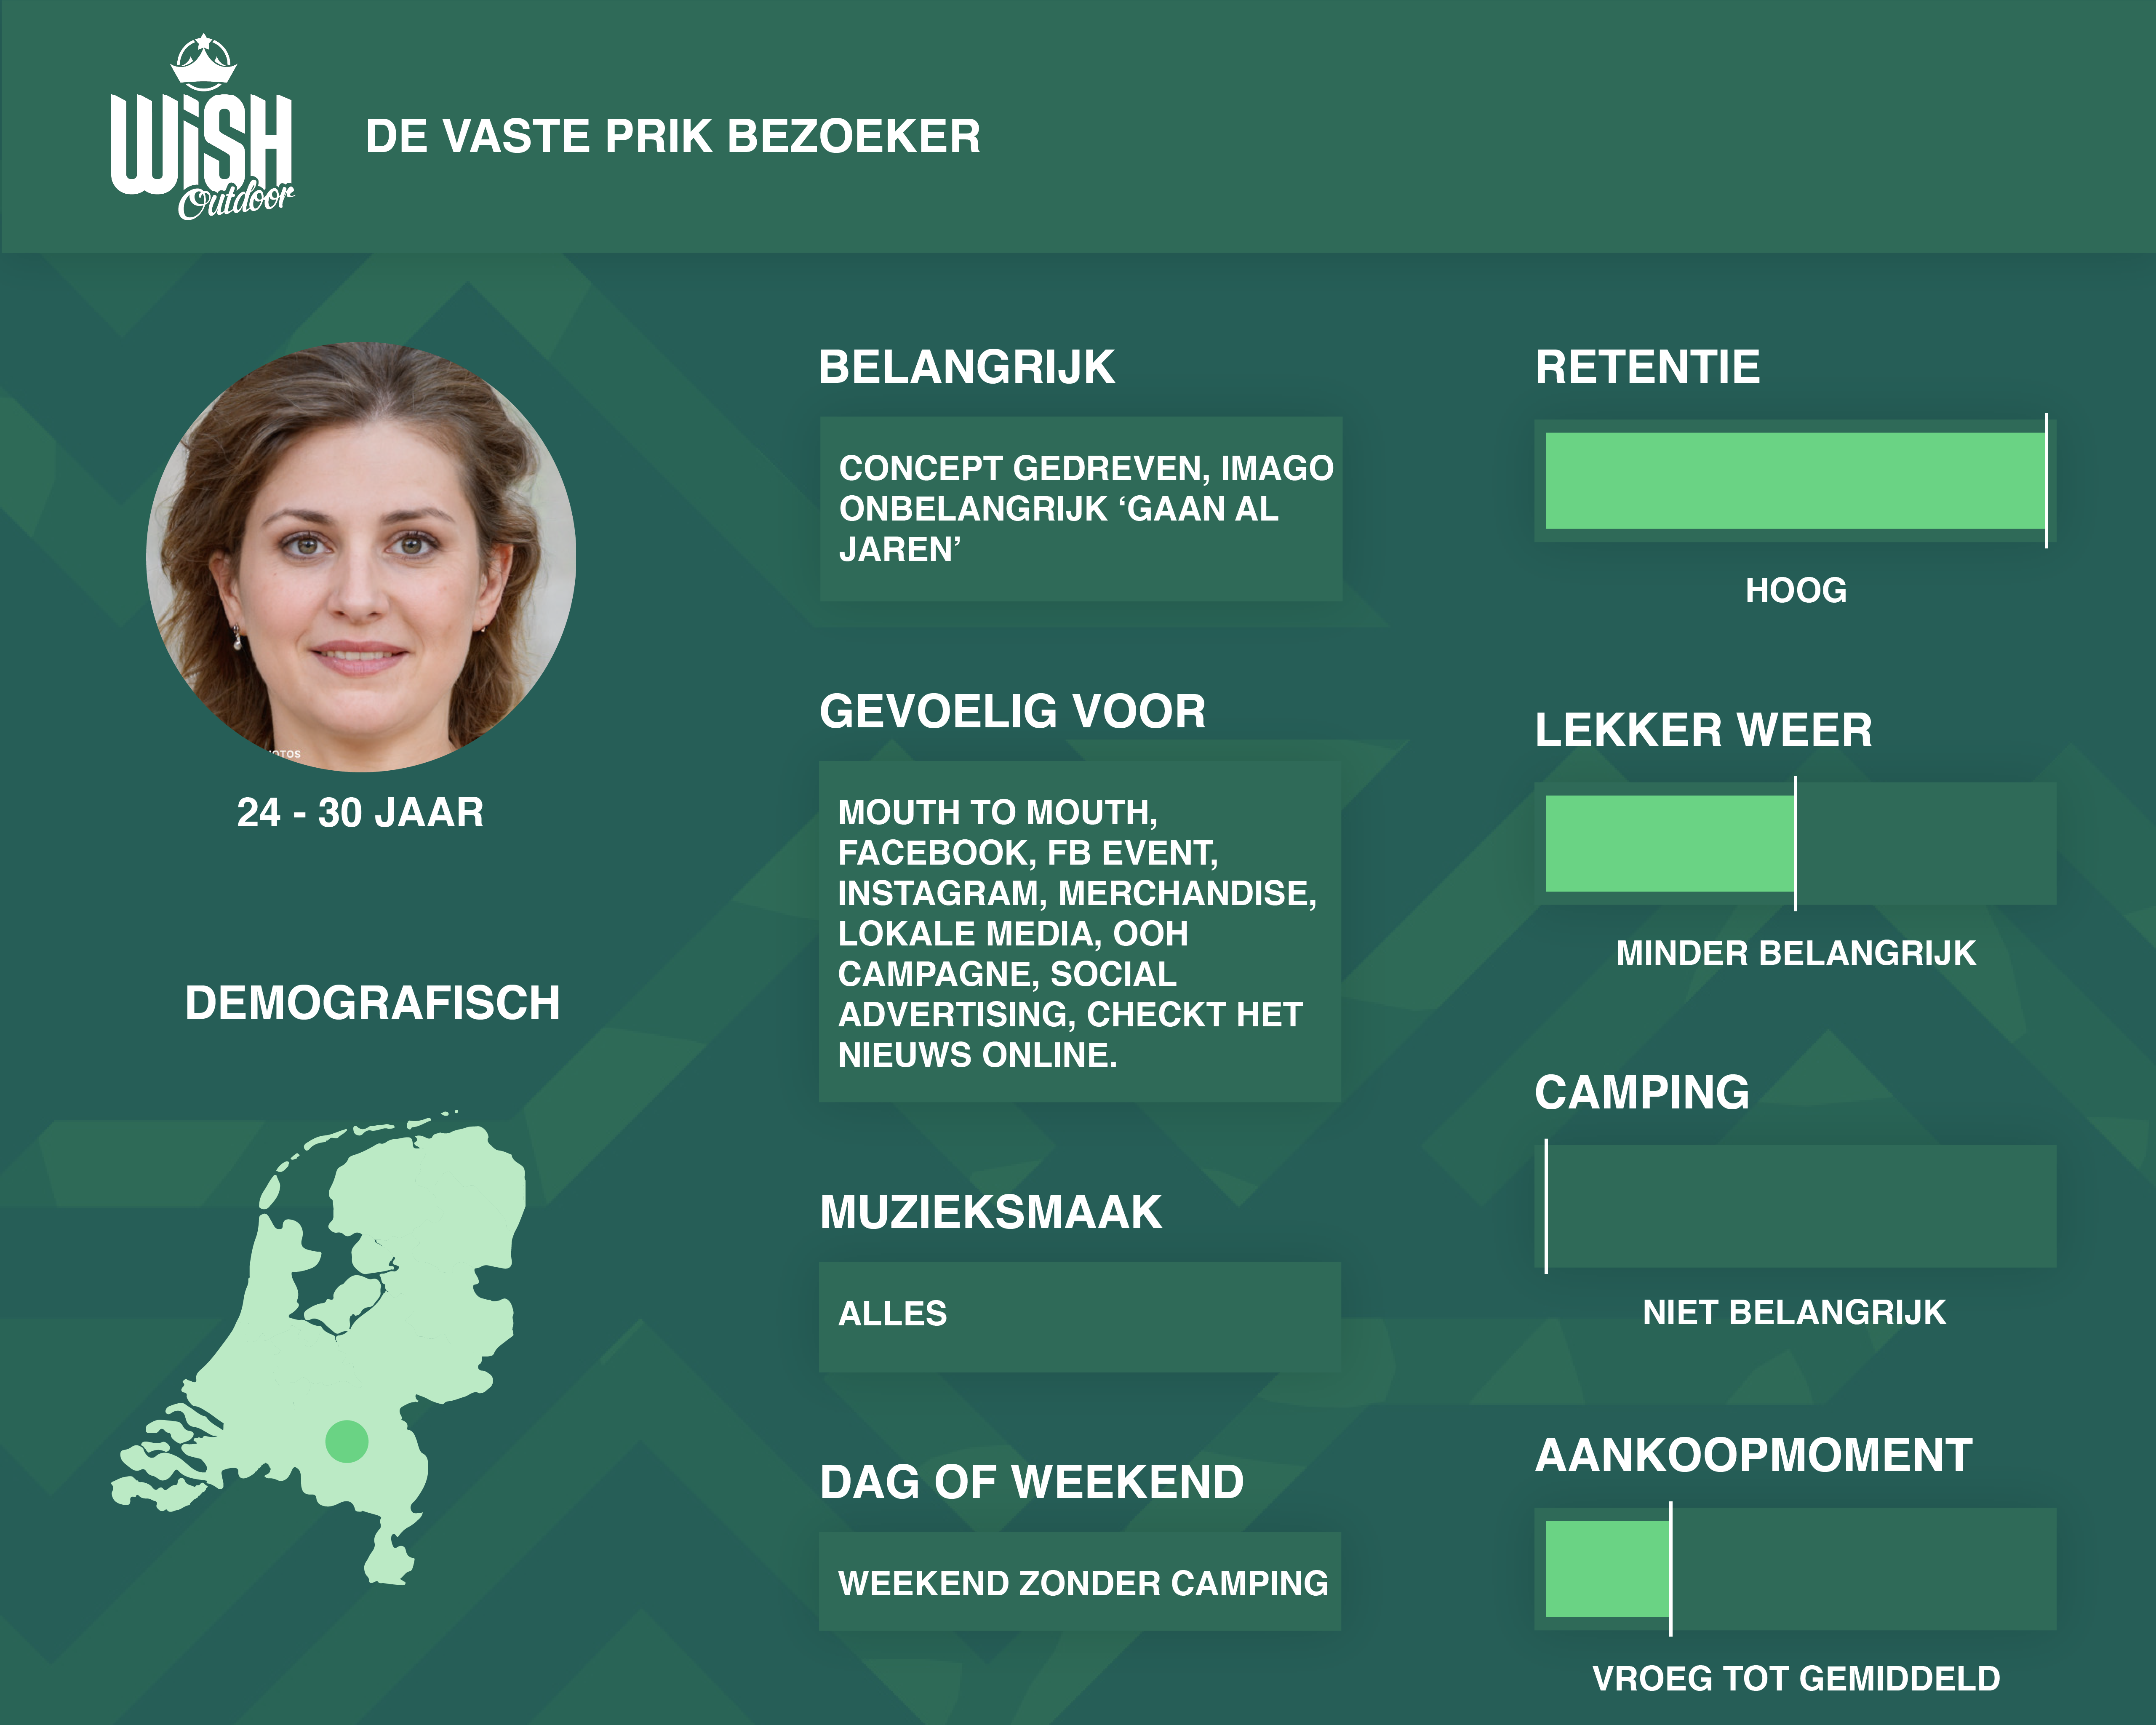 WiSH
Outdoor
DE VASTE PRIK BEZOEKER
OTOS
24 - 30 JAAR
DEMOGRAFISCH
BELANGRIJK
CONCEPT GEDREVEN, IMAGO
ONBELANGRIJK ‘GAAN AL
JAREN’
GEVOELIG VOOR
MOUTH TO MOUTH,
FACEBOOK, FB EVENT,
INSTAGRAM, MERCHANDISE,
LOKALE MEDIA, OOH
CAMPAGNE, SOCIAL
ADVERTISING, CHECKT HET
NIEUWS ONLINE.
MUZIEKSMAAK
ALLES
DAG OF WEEKEND
WEEKEND ZONDER CAMPING
RETENTIE
HOOG
LEKKER WEER
MINDER BELANGRIJK
CAMPING
NIET BELANGRIJK
AANKOOPMOMENT
VROEG TOT GEMIDDELD